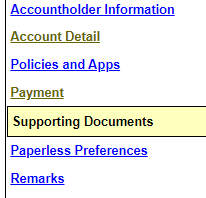 Accountholder Information
Account Detail
Policies and Apps
Payment
Supporting Documents
Paperless Preferences
Remarks